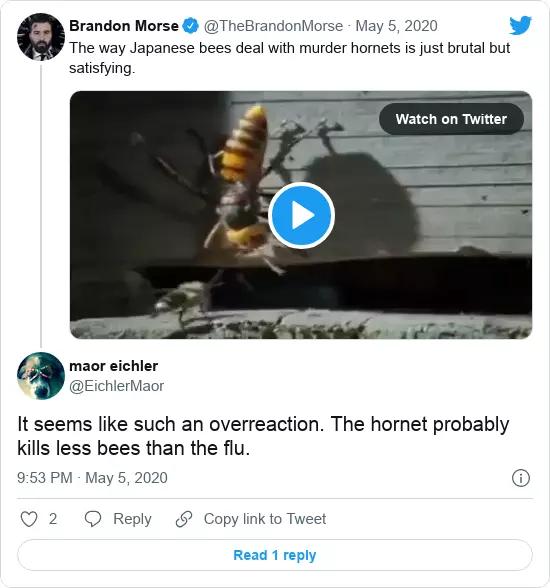 Brandon Morse @TheBrandonMorse · May 5, 2020
The way Japanese bees deal with murder hornets is just brutal but
satisfying.
Watch on Twitter
maor eichler
@EichlerMaor
It seems like such an overreaction. The hornet probably
kills less bees than the flu.
9:53 PM · May 5, 2020
2 Reply Copy link to Tweet
Read 1 reply